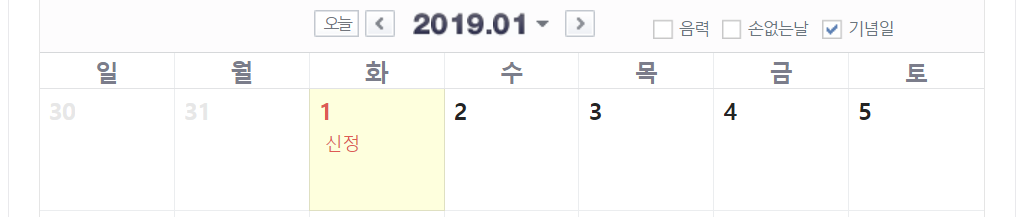 오늘 2019.01 음력 손없는날 기념일
일 월 화 수 목 금 토
30 31 1 2 3 4 5
신정